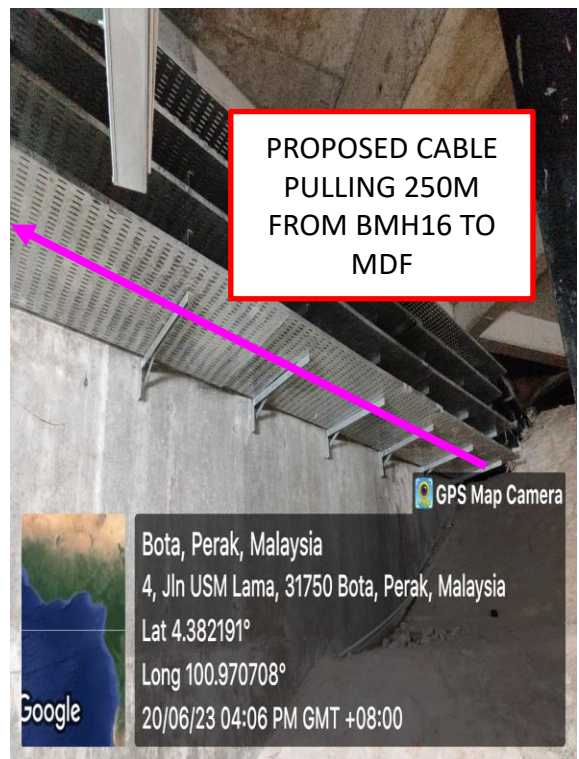 PROPOSED CABLE
PULLING 250M
FROM BMH16 TO
MDF
GPS Map Camera
Bota, Perak, Malaysia
4, Jln USM Lama, 31750 Bota, Perak, Malaysia
Lat 4.382191°
Long 100.970708°
Google
20/06/23 04:06 PM GMT +08:00